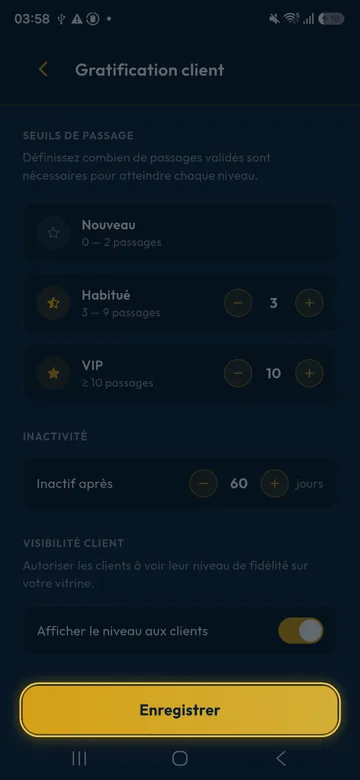 03:58
Gratification client
SEUILS DE PASSAGE
Définissez combien de passages validés sont
nécessaires pour atteindre chaque niveau.
Nouveau
0 — 2 passages
Habitué
3 — 9 passages
− 3 +
VIP
≥ 10 passages
− 10 +
INACTIVITÉ
Inactif après − 60 + jours
VISIBILITÉ CLIENT
Autoriser les clients à voir leur niveau de fidélité sur
votre vitrine.
Afficher le niveau aux clients
Enregistrer